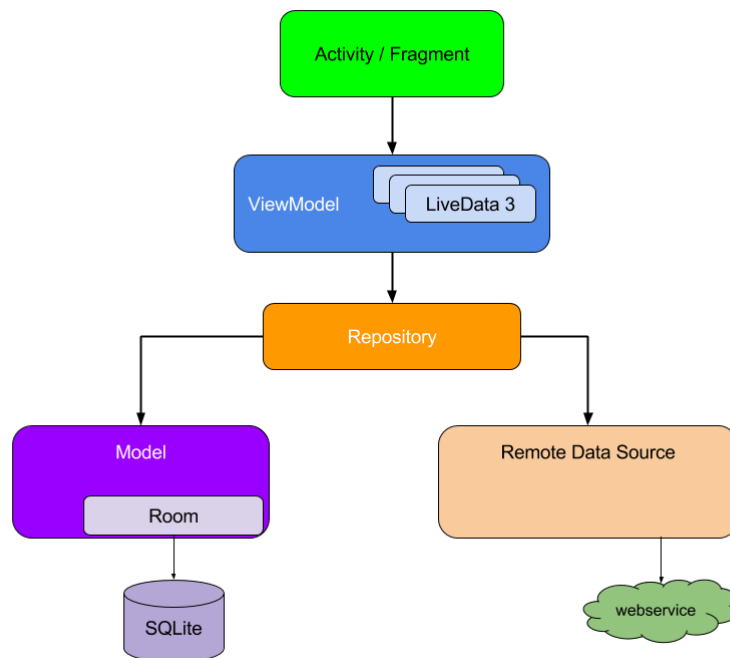 Activity / Fragment
ViewModel
LiveData 3
Repository
Model
Remote Data Source
Room
SQLite
webservice